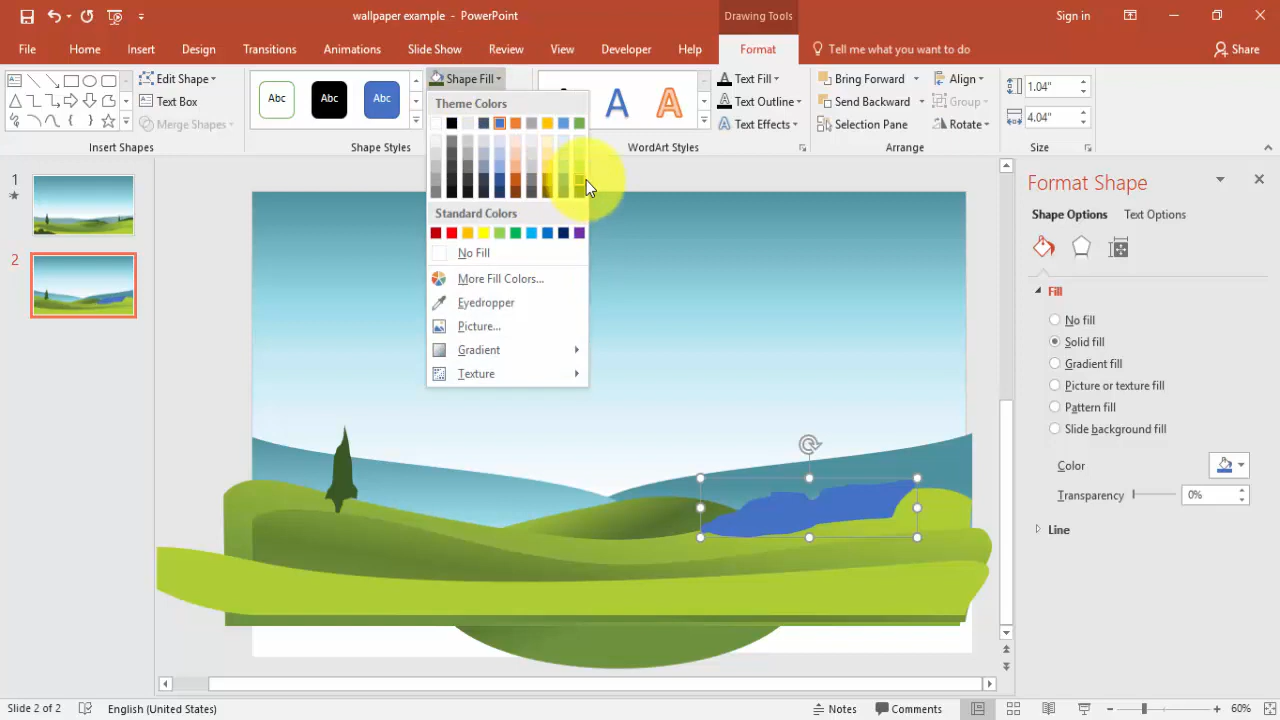 wallpaper example - PowerPoint
Drawing Tools
Sign in
File Home Insert Design Transitions Animations Slide Show Review View Developer Help Format Tell me what you want to do Share
Edit Shape
Text Box
Merge Shapes
Insert Shapes
Abc Abc Abc
Shape Styles
Shape Fill
Theme Colors
Standard Colors
No Fill
More Fill Colors...
Eyedropper
Picture...
Gradient
Texture
A A
Text Fill
Text Outline
Text Effects
WordArt Styles
Bring Forward
Send Backward
Selection Pane
Align
Group
Rotate
Arrange
1.04"
4.04"
Size
1
2
Format Shape
Shape Options Text Options
Fill
No fill
Solid fill
Gradient fill
Picture or texture fill
Pattern fill
Slide background fill
Color
Transparency 0%
Line
Slide 2 of 2 English (United States) Notes Comments 60%